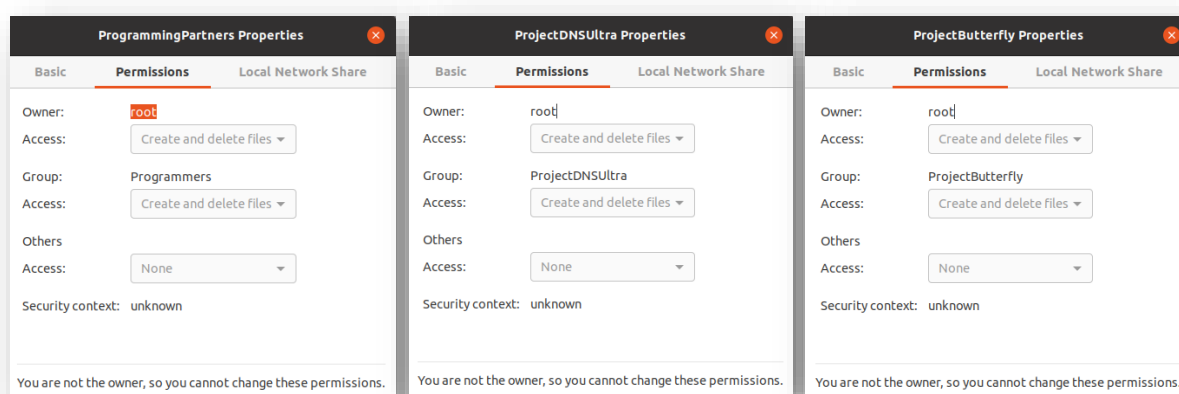 ProgrammingPartners Properties
Basic Permissions Local Network Share
Owner: root
Access: Create and delete files
Group: Programmers
Access: Create and delete files
Others
Access: None
Security context: unknown
You are not the owner, so you cannot change these permissions.
ProjectDNSUltra Properties
Basic Permissions Local Network Share
Owner: root
Access: Create and delete files
Group: ProjectDNSUltra
Access: Create and delete files
Others
Access: None
Security context: unknown
You are not the owner, so you cannot change these permissions.
ProjectButterfly Properties
Basic Permissions Local Network Share
Owner: root
Access: Create and delete files
Group: ProjectButterfly
Access: Create and delete files
Others
Access: None
Security context: unknown
You are not the owner, so you cannot change these permissions.